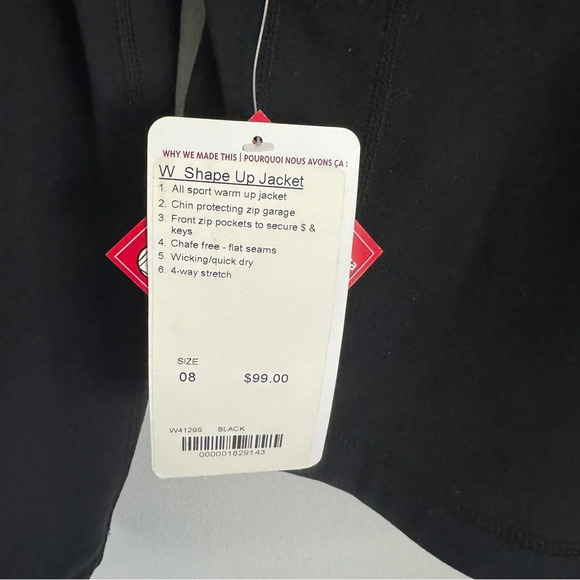 WHY WE MADE THIS | POURQUOI NOUS AVONS ÇA :
W Shape Up Jacket
1. All sport warm up jacket
2. Chin protecting zip garage
3. Front zip pockets to secure $ &
keys
4. Chafe free - flat seams
5. Wicking/quick dry
6. 4-way stretch
SIZE
08 $99.00
W4129S BLACK
000001629143